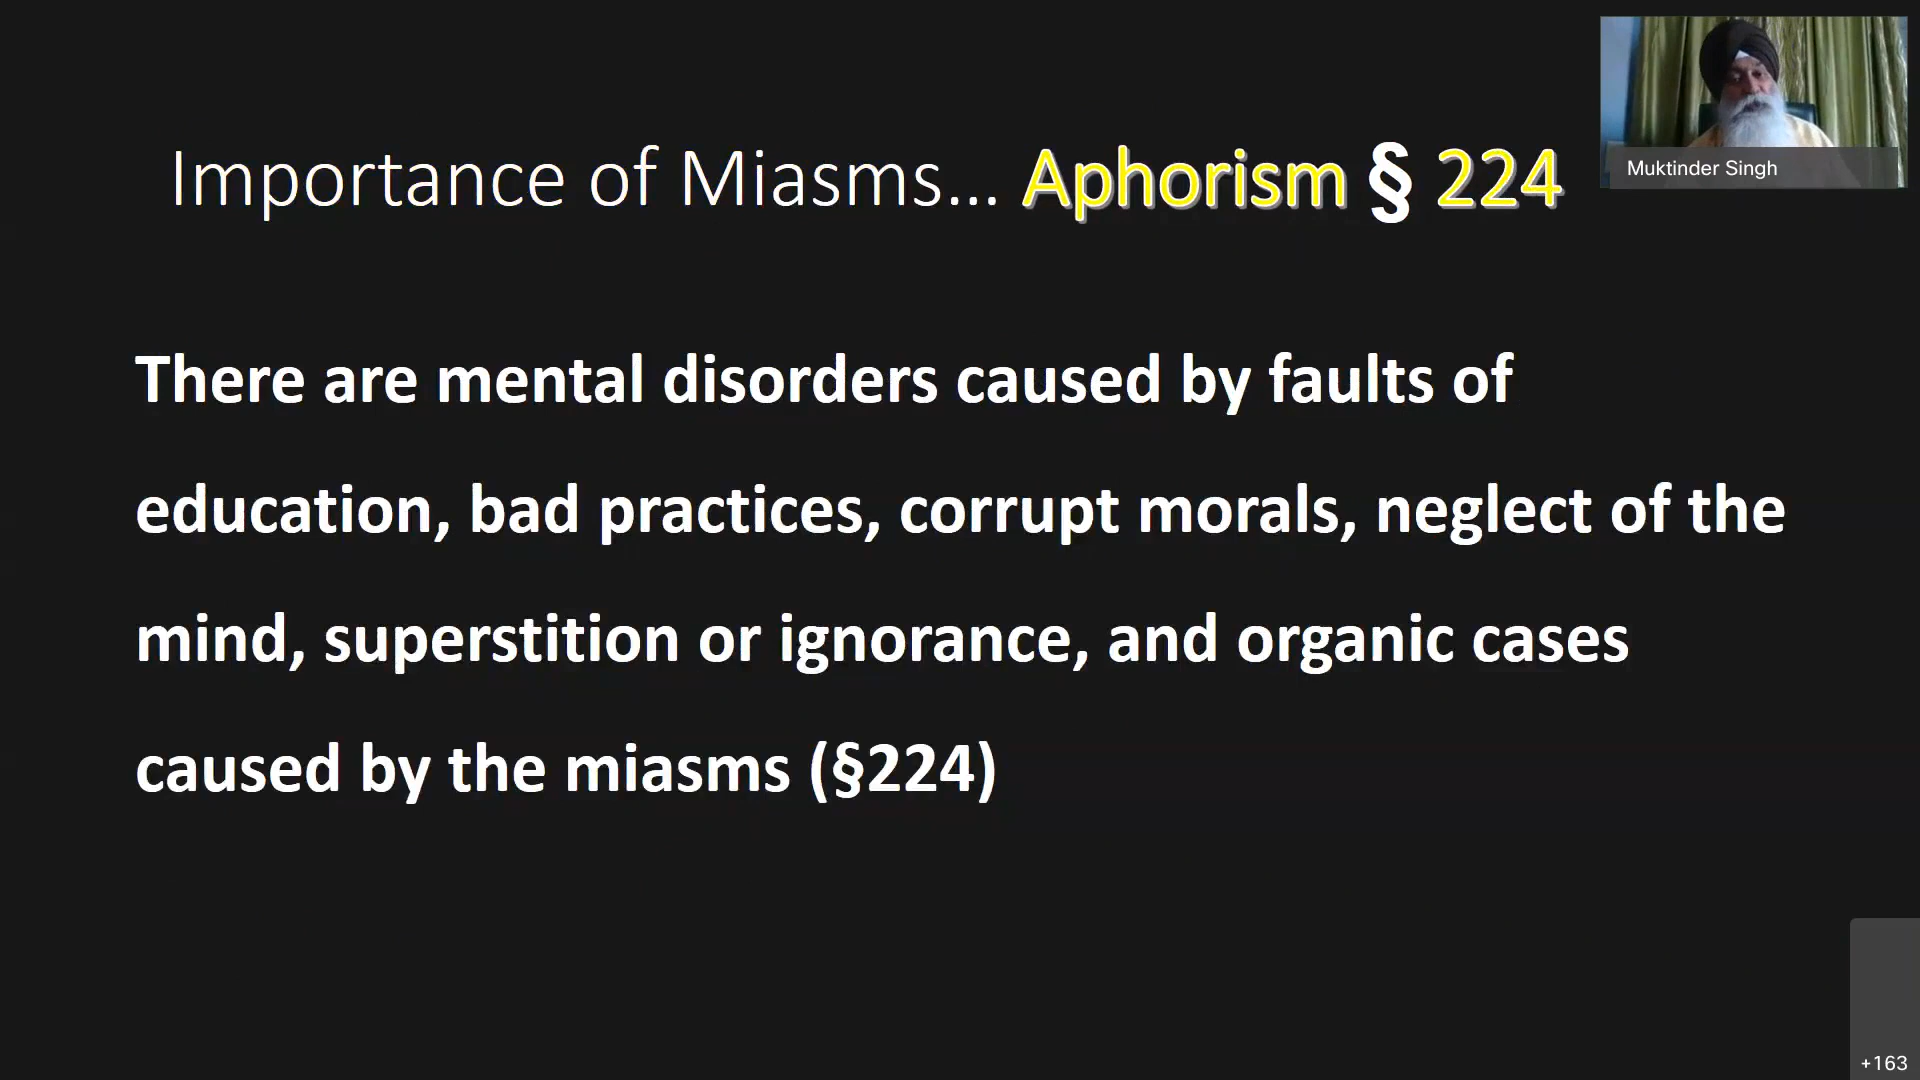 Importance of Miasms... Aphorism § 224
Muktinder Singh
There are mental disorders caused by faults of
education, bad practices, corrupt morals, neglect of the
mind, superstition or ignorance, and organic cases
caused by the miasms (§224)
+163